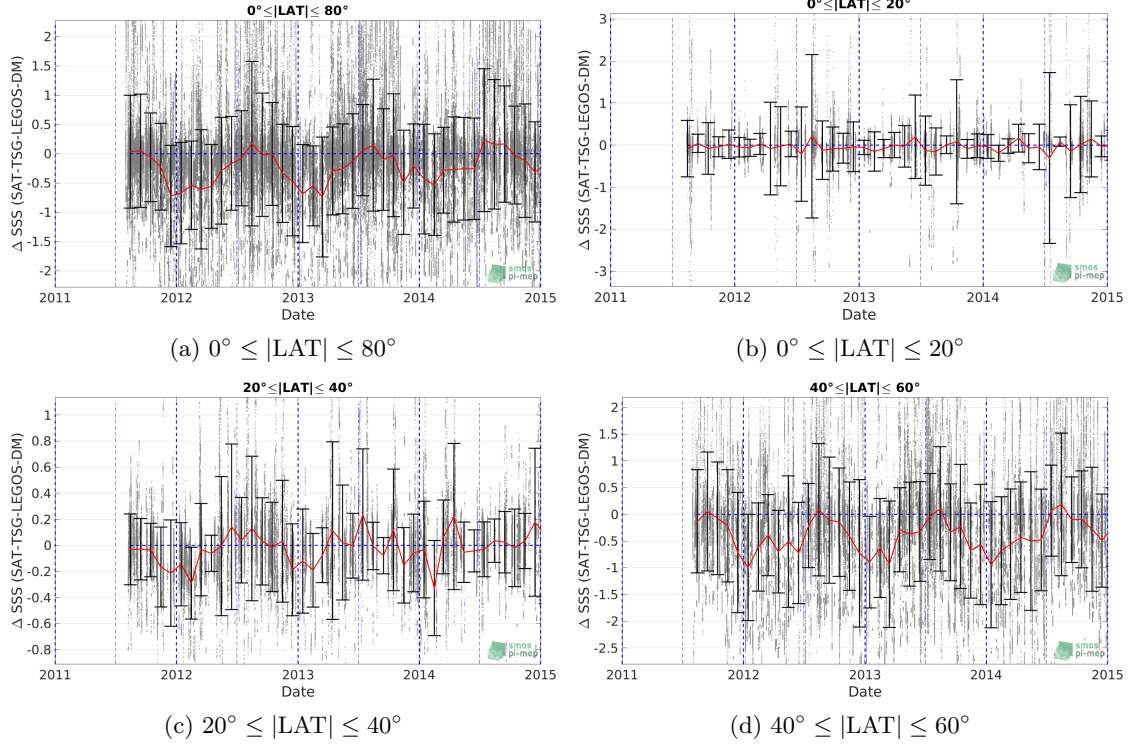 0°≤|LAT|≤ 80°
Δ SSS (SAT-TSG-LEGOS-DM)
2
1.5
1
0.5
0
-0.5
-1
-1.5
-2
smos
pi-mep
2011 2012 2013 2014 2015
Date
(a) 0° ≤ |LAT| ≤ 80°
0°≤|LAT|≤ 20°
Δ SSS (SAT-TSG-LEGOS-DM)
3
2
1
0
-1
-2
-3
smos
pi-mep
2011 2012 2013 2014 2015
Date
(b) 0° ≤ |LAT| ≤ 20°
20°≤|LAT|≤ 40°
Δ SSS (SAT-TSG-LEGOS-DM)
1
0.8
0.6
0.4
0.2
0
-0.2
-0.4
-0.6
-0.8
smos
pi-mep
2011 2012 2013 2014 2015
Date
(c) 20° ≤ |LAT| ≤ 40°
40°≤|LAT|≤ 60°
Δ SSS (SAT-TSG-LEGOS-DM)
2
1.5
1
0.5
0
-0.5
-1
-1.5
-2
-2.5
smos
pi-mep
2011 2012 2013 2014 2015
Date
(d) 40° ≤ |LAT| ≤ 60°